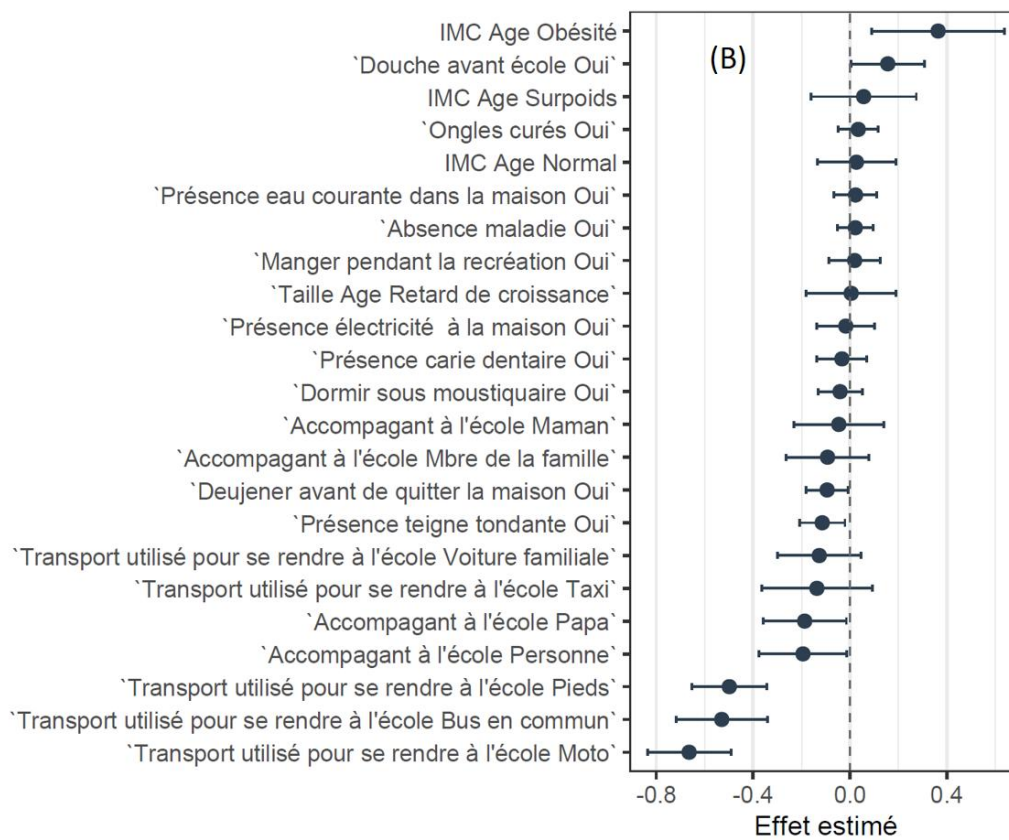 IMC Age Obésité
`Douche avant école Oui`
IMC Age Surpoids
`Ongles curés Oui`
IMC Age Normal
`Présence eau courante dans la maison Oui`
`Absence maladie Oui`
`Manger pendant la recréation Oui`
`Taille Age Retard de croissance`
`Présence électricité  à la maison Oui`
`Présence carie dentaire Oui`
`Dormir sous moustiquaire Oui`
`Accompagant à l'école Maman`
`Accompagant à l'école Mbre de la famille`
`Deujener avant de quitter la maison Oui`
`Présence teigne tondante Oui`
`Transport utilisé pour se rendre à l'école Voiture familiale`
`Transport utilisé pour se rendre à l'école Taxi`
`Accompagant à l'école Papa`
`Accompagant à l'école Personne`
`Transport utilisé pour se rendre à l'école Pieds`
`Transport utilisé pour se rendre à l'école Bus en commun`
`Transport utilisé pour se rendre à l'école Moto`
(B)
-0.8 -0.4 0.0 0.4
Effet estimé